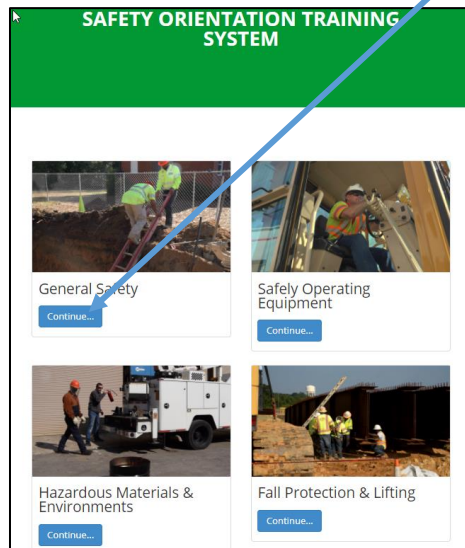 SAFETY ORIENTATION TRAINING
SYSTEM
General Safety
Continue...
Safely Operating
Equipment
Continue...
Hazardous Materials &
Environments
Continue...
Fall Protection & Lifting
Continue...